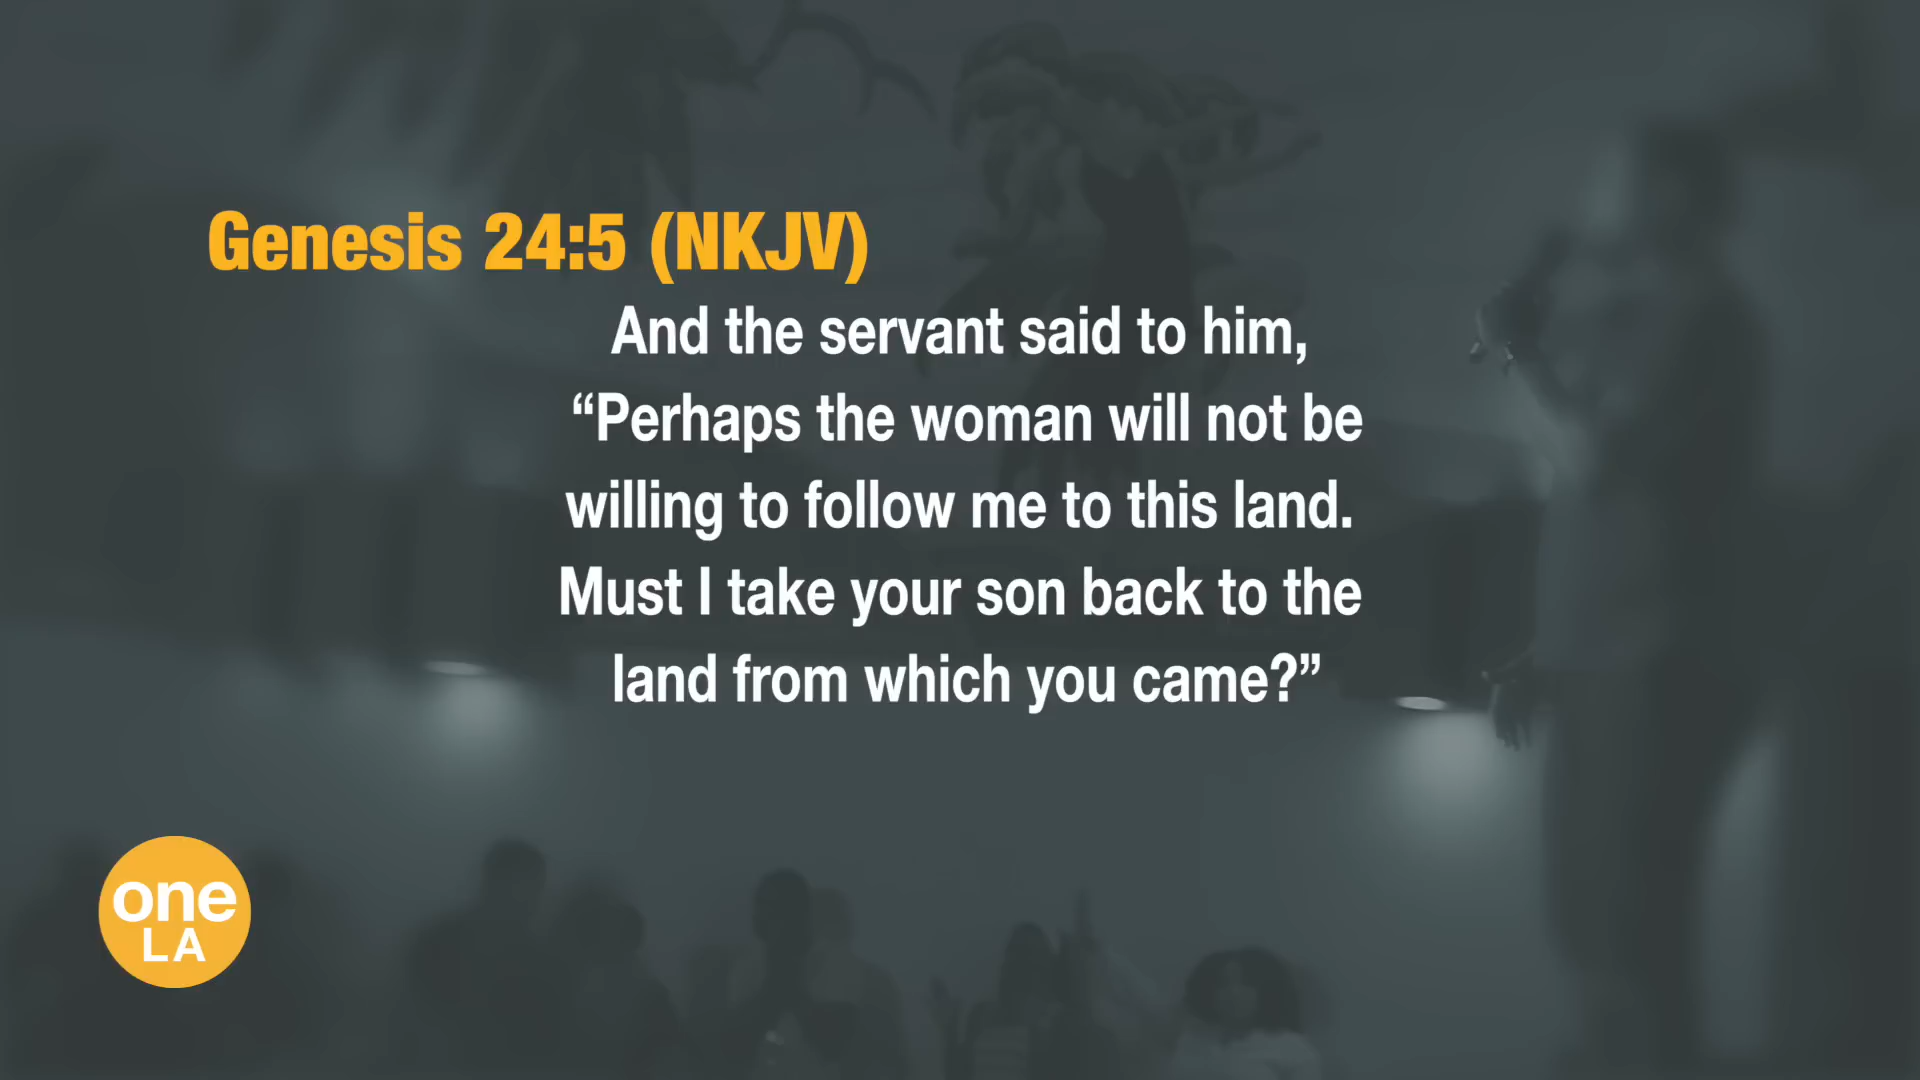 Genesis 24:5 (NKJV)
And the servant said to him,
“Perhaps the woman will not be
willing to follow me to this land.
Must I take your son back to the
land from which you came?”
one
LA